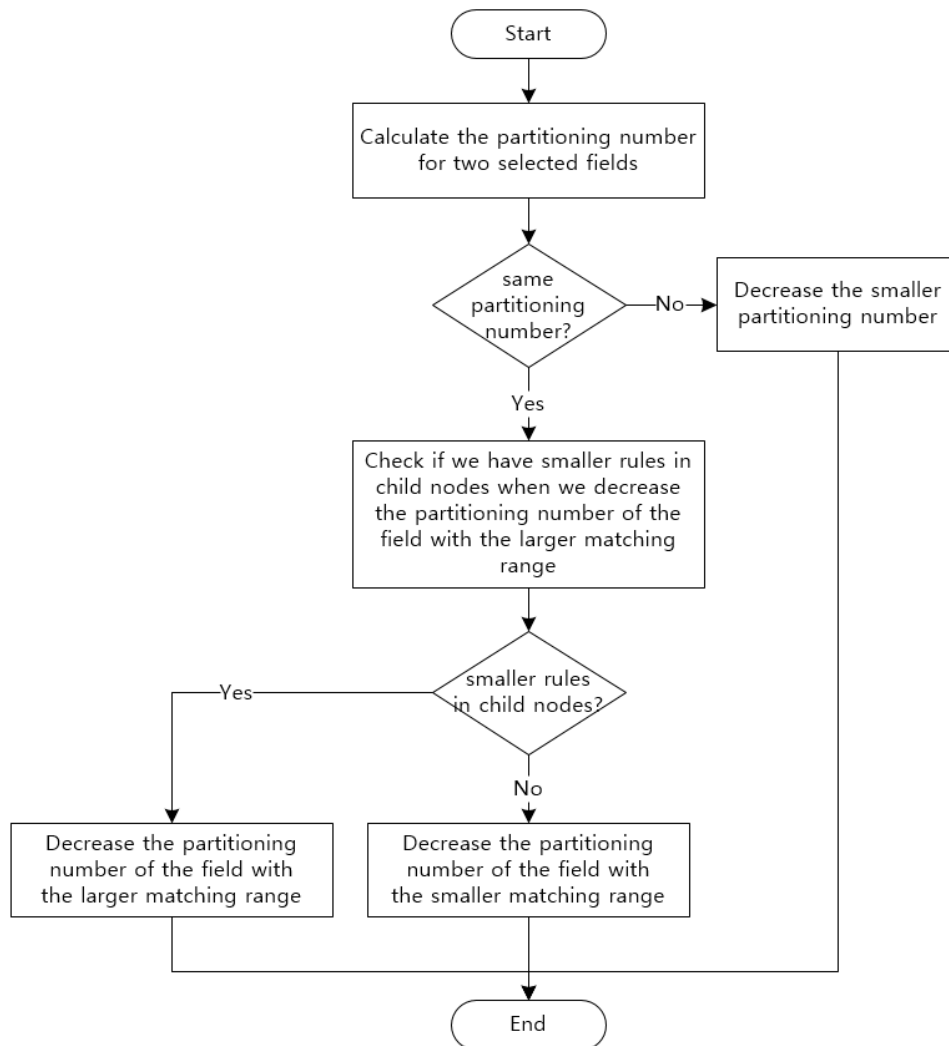 Start
Calculate the partitioning number
for two selected fields
same
partitioning
number?
No
Decrease the smaller
partitioning number
Yes
Check if we have smaller rules in
child nodes when we decrease
the partitioning number of the
field with the larger matching
range
smaller rules
in child nodes?
Yes
No
Decrease the partitioning
number of the field with
the larger matching range
Decrease the partitioning
number of the field with
the smaller matching range
End